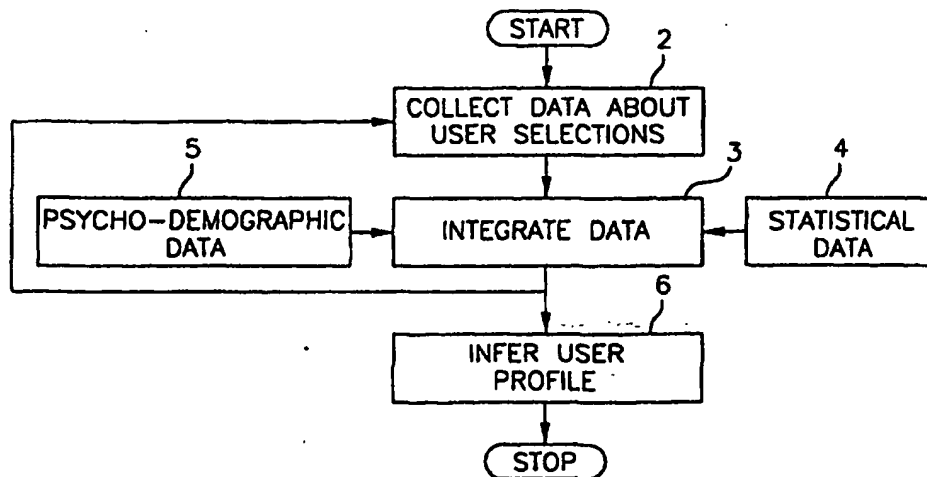 START
2
COLLECT DATA ABOUT
USER SELECTIONS
5
3
4
PSYCHO-DEMOGRAPHIC
DATA
INTEGRATE DATA
STATISTICAL
DATA
6
INFER USER
PROFILE
STOP